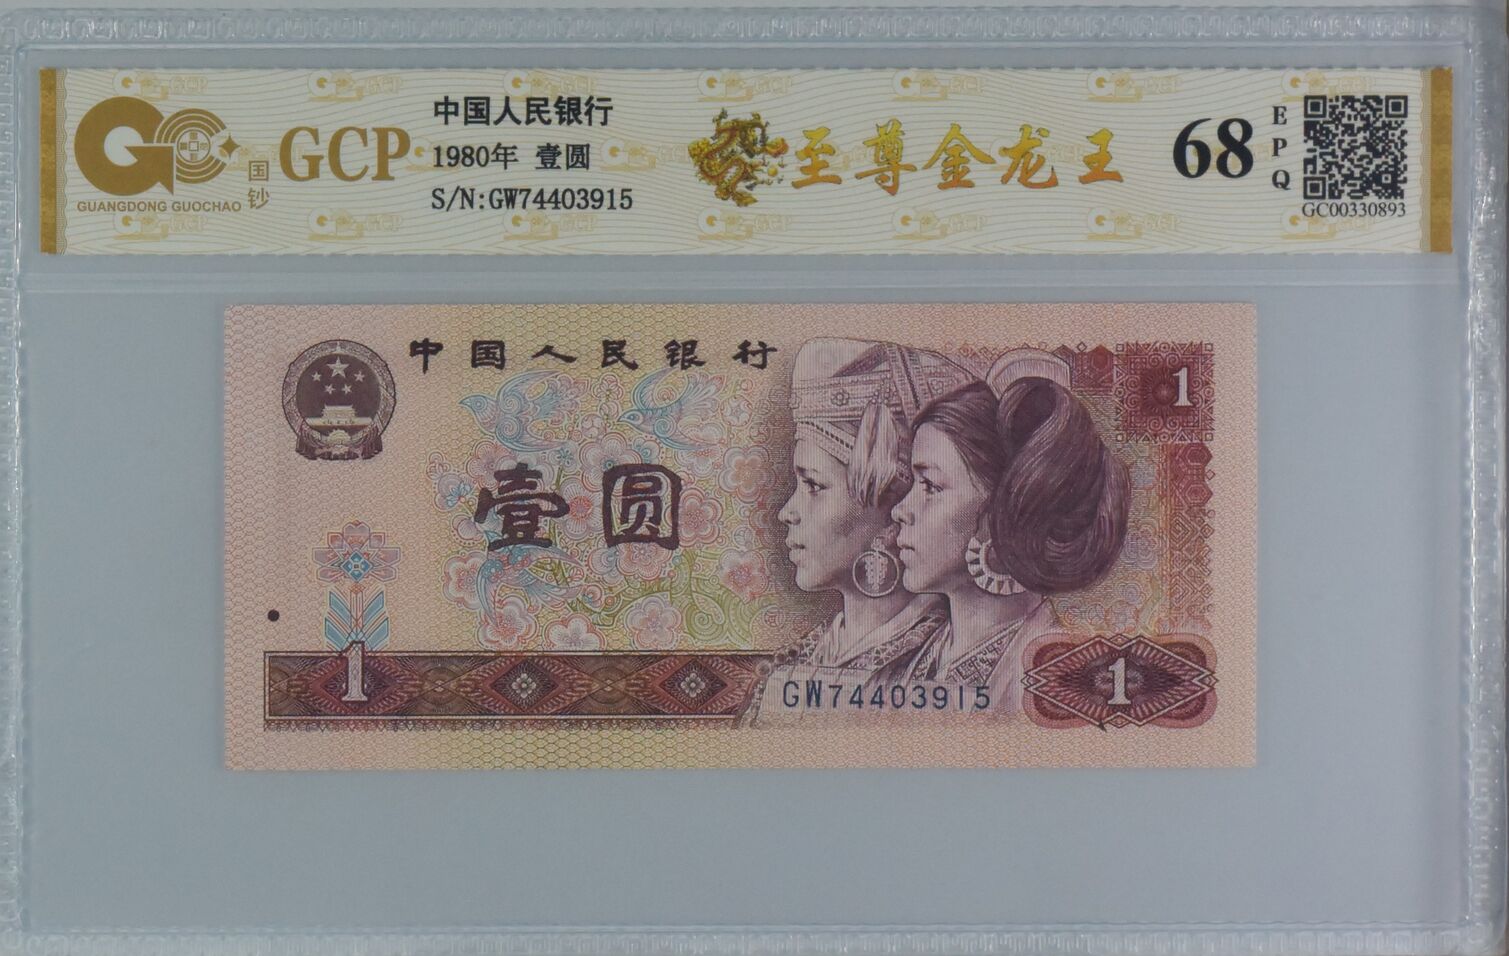 GUANGDONG GUOCHAO
国钞
GCP
中国人民银行
1980年 壹圆
S/N:GW74403915
至尊金龙王
68
EPQ
GC00330893
中国人民银行
1
壹圆
1
GW74403915
1